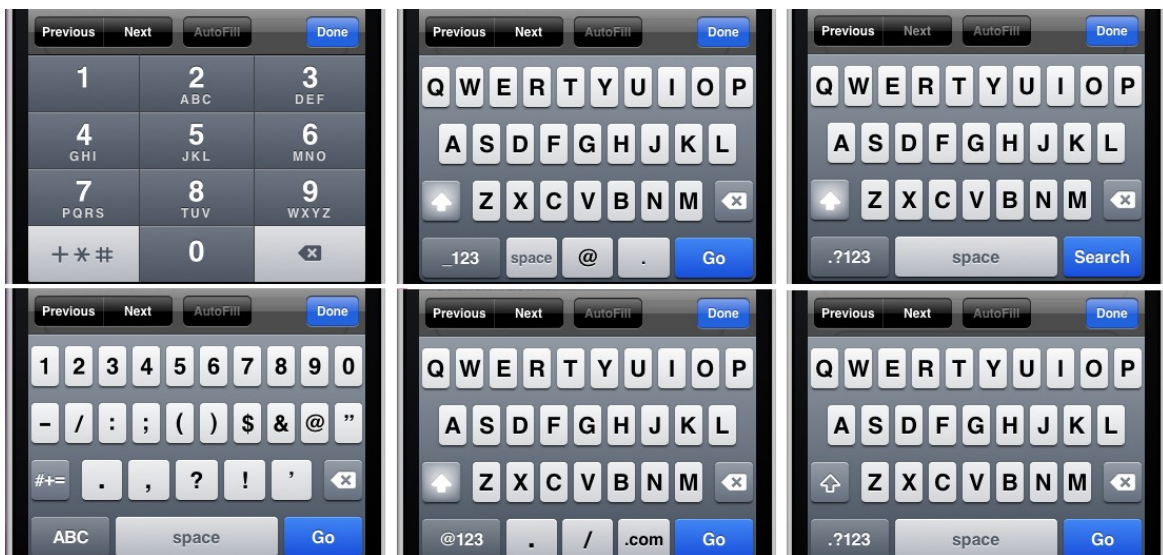 Previous Next AutoFill Done
1 2 3
ABC DEF
4 5 6
GHI JKL MNO
7 8 9
PQRS TUV WXYZ
+*# 0
Previous Next AutoFill Done
Q W E R T Y U I O P
A S D F G H J K L
Z X C V B N M
_123 space @ . Go
Previous Next AutoFill Done
Q W E R T Y U I O P
A S D F G H J K L
Z X C V B N M
.?123 space Search
Previous Next AutoFill Done
1 2 3 4 5 6 7 8 9 0
- / : ; ( ) $ & @ ”
#+= . , ? ! ’
ABC space Go
Previous Next AutoFill Done
Q W E R T Y U I O P
A S D F G H J K L
Z X C V B N M
@123 . / .com Go
Previous Next AutoFill Done
Q W E R T Y U I O P
A S D F G H J K L
Z X C V B N M
.?123 space Go